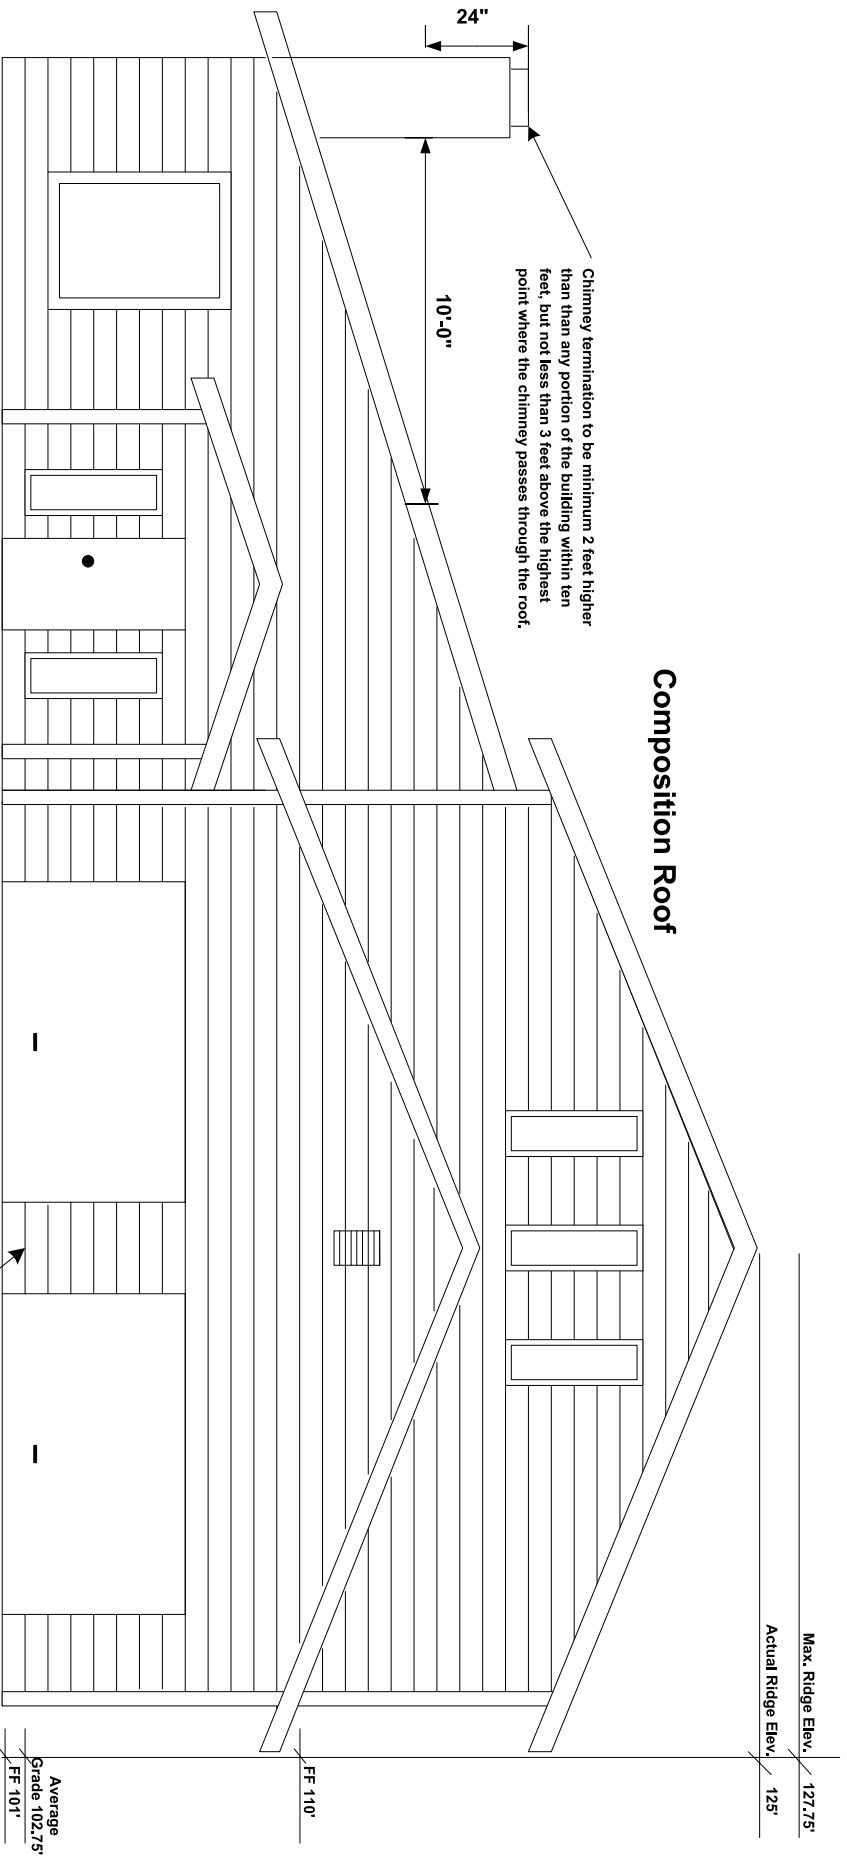 24"
10'-0"
Chimney termination to be minimum 2 feet higher
than than any portion of the building within ten
feet, but not less than 3 feet above the highest
point where the chimney passes through the roof.
Composition Roof
Max. Ridge Elev. 127.75'
Actual Ridge Elev. 125'
FF 110'
Average
Grade 102.75'
FF 101'